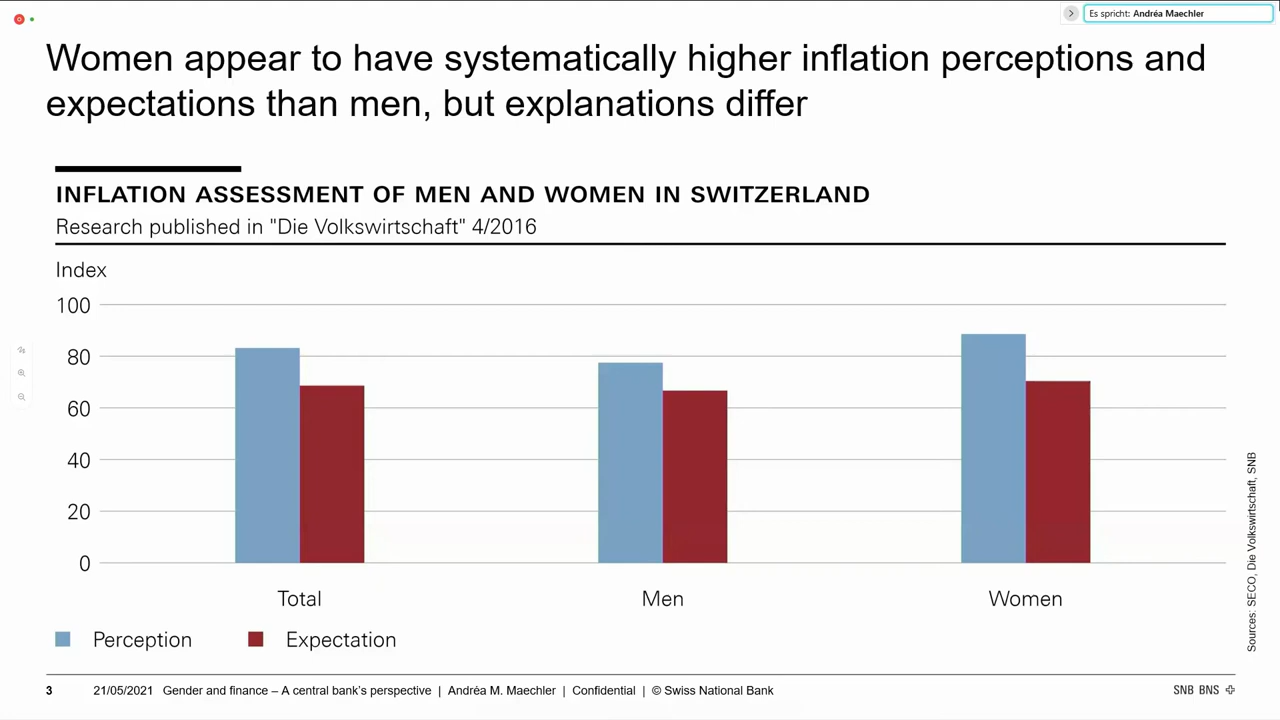 Es spricht: Andréa Maechler
Women appear to have systematically higher inflation perceptions and
expectations than men, but explanations differ
INFLATION ASSESSMENT OF MEN AND WOMEN IN SWITZERLAND
Research published in "Die Volkswirtschaft" 4/2016
Index
100
80
60
40
20
0
Total
Men
Women
Perception
Expectation
Sources: SECO, Die Volkswirtschaft, SNB
3 21/05/2021 Gender and finance – A central bank's perspective | Andréa M. Maechler | Confidential | © Swiss National Bank
SNB BNS